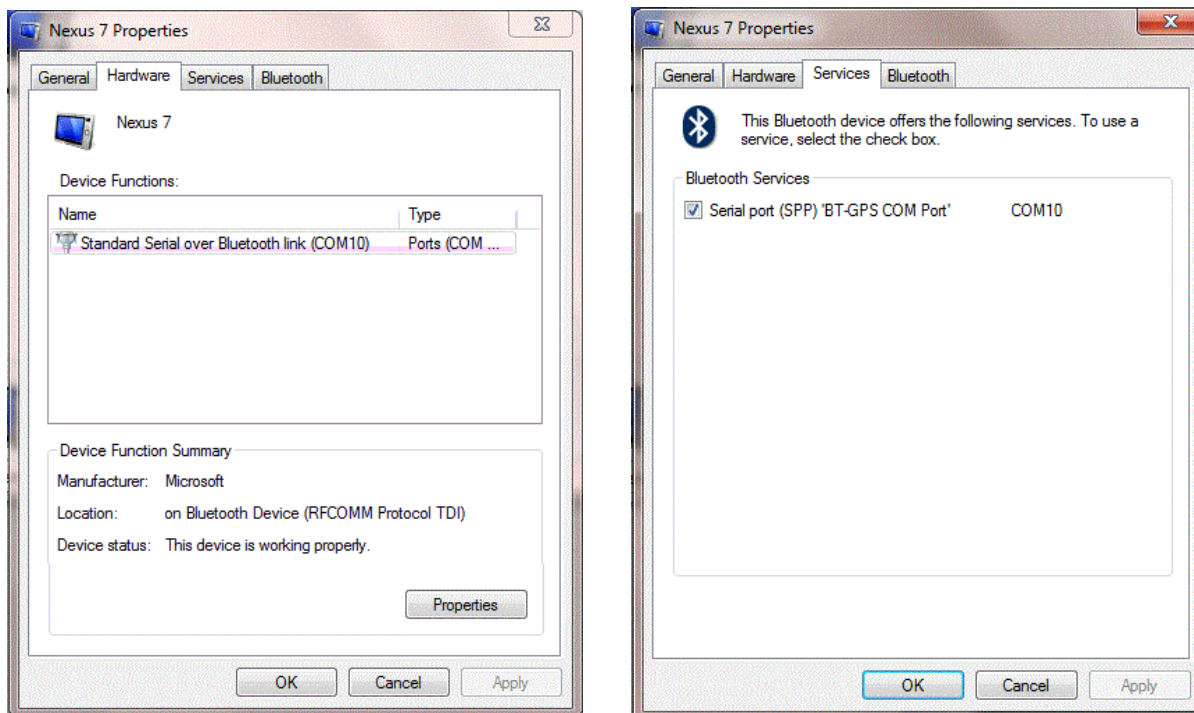 Nexus 7 Properties
General Hardware Services Bluetooth
Nexus 7
Device Functions:
Name Type
Standard Serial over Bluetooth link (COM10) Ports (COM ...
Device Function Summary
Manufacturer: Microsoft
Location: on Bluetooth Device (RFCOMM Protocol TDI)
Device status: This device is working properly.
Properties
OK Cancel Apply
Nexus 7 Properties
General Hardware Services Bluetooth
This Bluetooth device offers the following services. To use a
service, select the check box.
Bluetooth Services
Serial port (SPP) 'BT-GPS COM Port' COM10
OK Cancel Apply